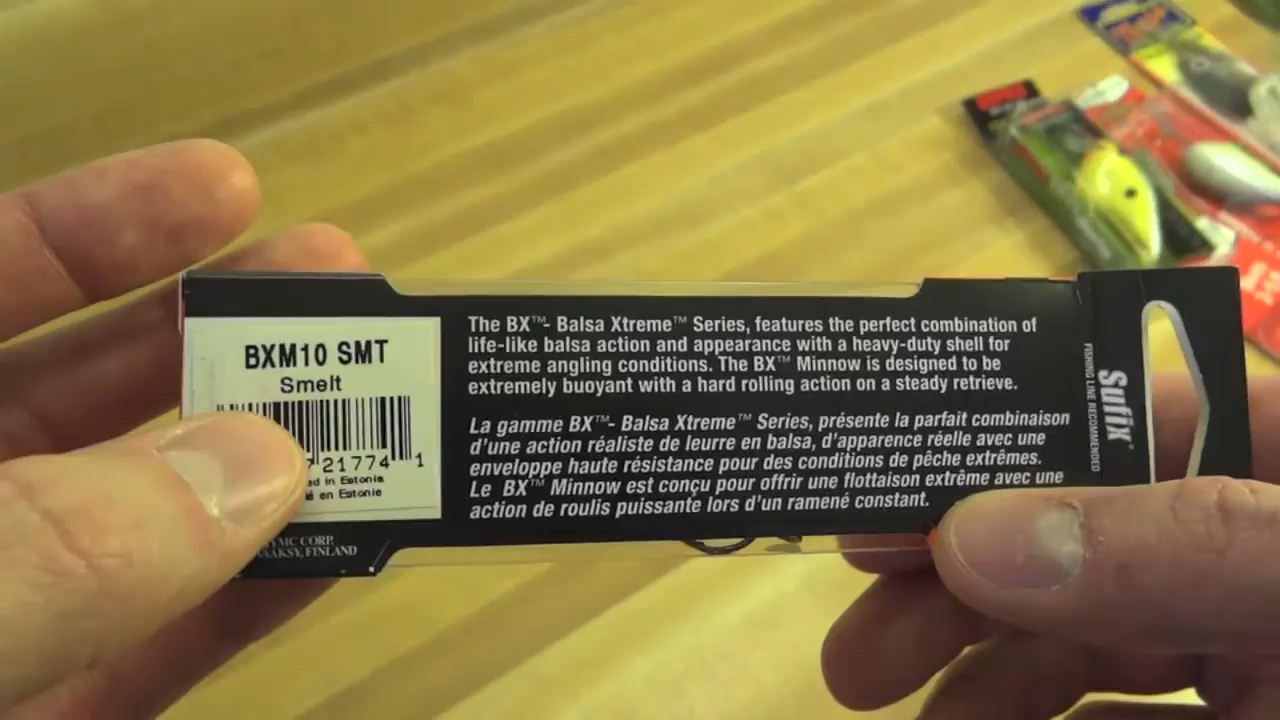 BXM10 SMT
Smelt
21774 1
in Estonia
en Estonie
CORP.
FINLAND
The BX™- Balsa Xtreme™ Series, features the perfect combination of
life-like balsa action and appearance with a heavy-duty shell for
extreme angling conditions. The BX™ Minnow is designed to be
extremely buoyant with a hard rolling action on a steady retrieve.
La gamme BX™- Balsa Xtreme™ Series, présente la parfait combinaison
d'une action réaliste de leurre en balsa, d'apparence réelle avec une
enveloppe haute résistance pour des conditions de pêche extrêmes.
Le BX™ Minnow est conçu pour offrir une flottaison extrême avec une
action de roulis puissante lors d'un ramené constant.
Sufix®
FISHING LINE RECOMMENDED